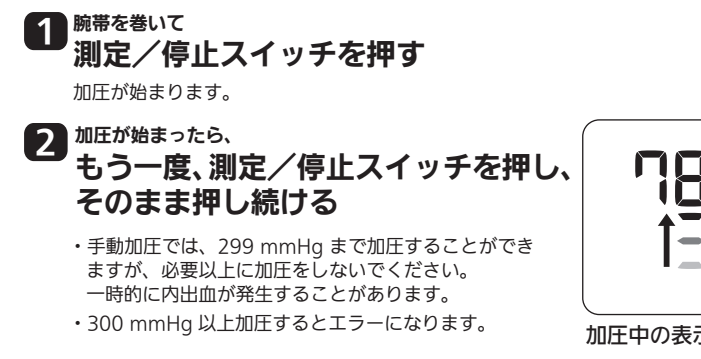 1 腕帯を巻いて
測定／停止スイッチを押す
加圧が始まります。
2 加圧が始まったら、
もう一度、測定／停止スイッチを押し、
そのまま押し続ける
・手動加圧では、299 mmHg まで加圧することができ
ますが、必要以上に加圧をしないでください。
一時的に内出血が発生することがあります。
・300 mmHg 以上加圧するとエラーになります。
78
加圧中の表示